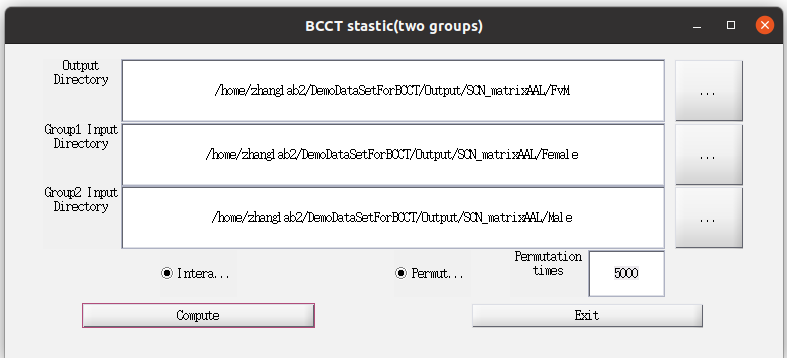 BCCT stastic(two groups)
Output
Directory
/home/zhanglab2/DemoDataSetForBCCT/Output/SCN_matrixAAL/FvM
...
Group1 Input
Directory
/home/zhanglab2/DemoDataSetForBCCT/Output/SCN_matrixAAL/Female
...
Group2 Input
Directory
/home/zhanglab2/DemoDataSetForBCCT/Output/SCN_matrixAAL/Male
...
Intera...
Permut...
Permutation
times
5000
Compute
Exit